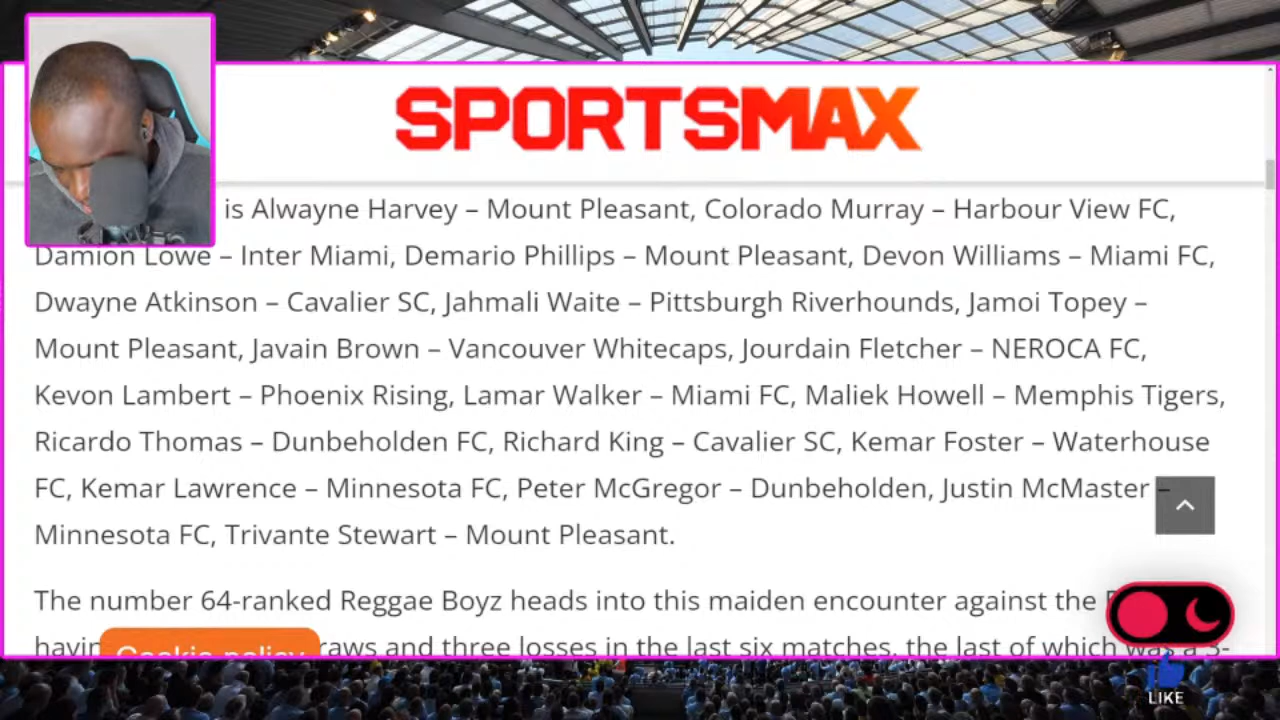 SPORTSMAX
is Alwayne Harvey – Mount Pleasant, Colorado Murray – Harbour View FC,
Damion Lowe – Inter Miami, Demario Phillips – Mount Pleasant, Devon Williams – Miami FC,
Dwayne Atkinson – Cavalier SC, Jahmali Waite – Pittsburgh Riverhounds, Jamoi Topey –
Mount Pleasant, Javain Brown – Vancouver Whitecaps, Jourdain Fletcher – NEROCA FC,
Kevon Lambert – Phoenix Rising, Lamar Walker – Miami FC, Maliek Howell – Memphis Tigers,
Ricardo Thomas – Dunbeholden FC, Richard King – Cavalier SC, Kemar Foster – Waterhouse
FC, Kemar Lawrence – Minnesota FC, Peter McGregor – Dunbeholden, Justin McMaster –
Minnesota FC, Trivante Stewart – Mount Pleasant.
The number 64-ranked Reggae Boyz heads into this maiden encounter against the
and three losses in the last six matches, the last of which was a 3-
Cookie policy
LIKE